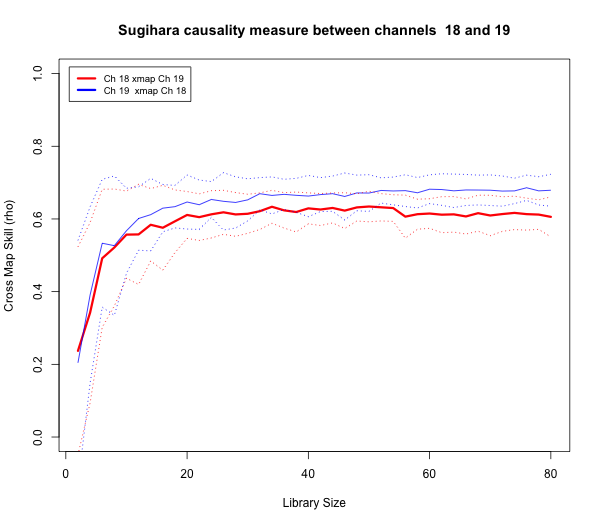 Sugihara causality measure between channels  18 and 19
Ch 18 xmap Ch 19
Ch 19  xmap Ch 18
Cross Map Skill (rho)
1.0
0.8
0.6
0.4
0.2
0.0
0 20 40 60 80
Library Size